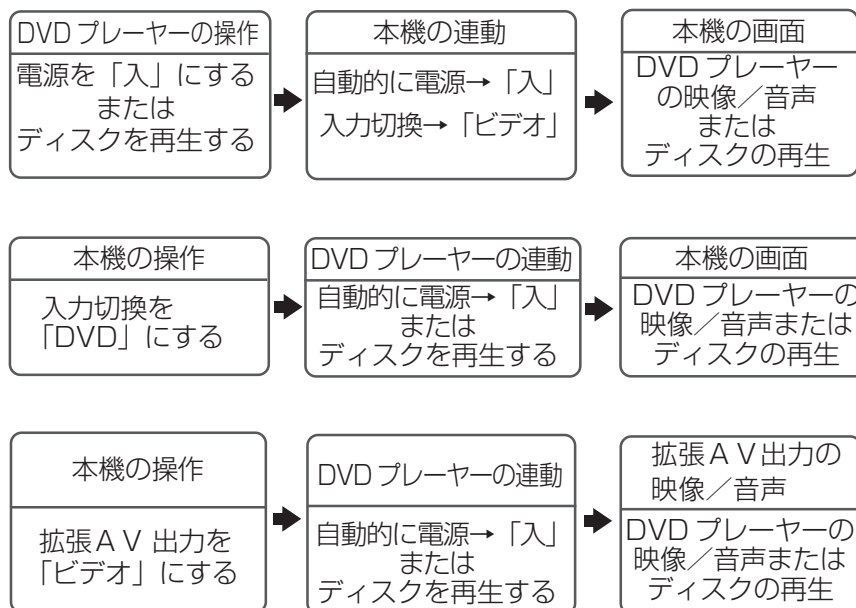 DVD プレーヤーの操作
電源を「入」にする
または
ディスクを再生する
本機の連動
自動的に電源→「入」
入力切換→「ビデオ」
本機の画面
DVD プレーヤー
の映像／音声
または
ディスクの再生
本機の操作
入力切換を
「DVD」にする
DVD プレーヤーの連動
自動的に電源→「入」
または
ディスクを再生する
本機の画面
DVD プレーヤーの
映像／音声または
ディスクの再生
本機の操作
拡張ＡＶ 出力を
「ビデオ」にする
DVD プレーヤーの連動
自動的に電源→「入」
または
ディスクを再生する
拡張ＡＶ出力の
映像／音声
DVD プレーヤーの
映像／音声または
ディスクの再生